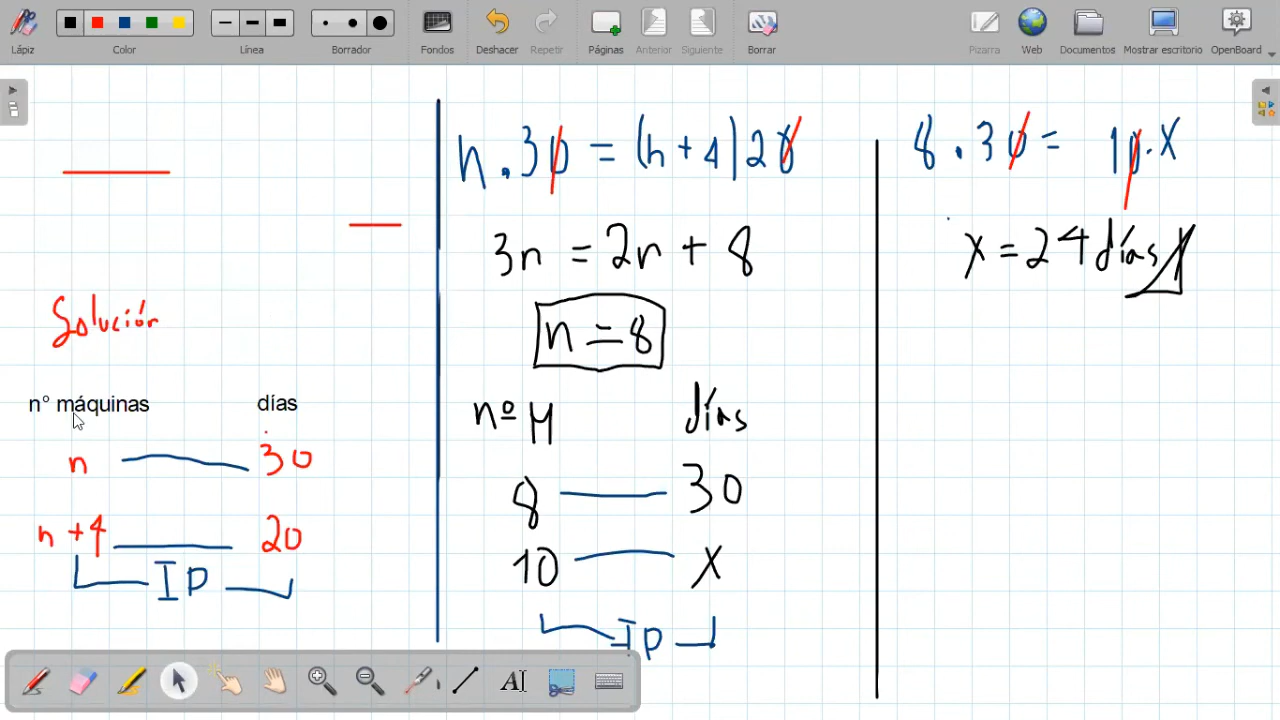 Lápiz Color Línea Borrador Fondos Deshacer Repetir Páginas Anterior Siguiente Borrar Pizarra Web Documentos Mostrar escritorio OpenBoard
Solución
n° máquinas días
n 30
n+4 20
IP
n.30 = (n+4)20
3n = 2n + 8
n = 8
nº M días
8 30
10 x
IP
8.30 = 10.x
x = 24 días